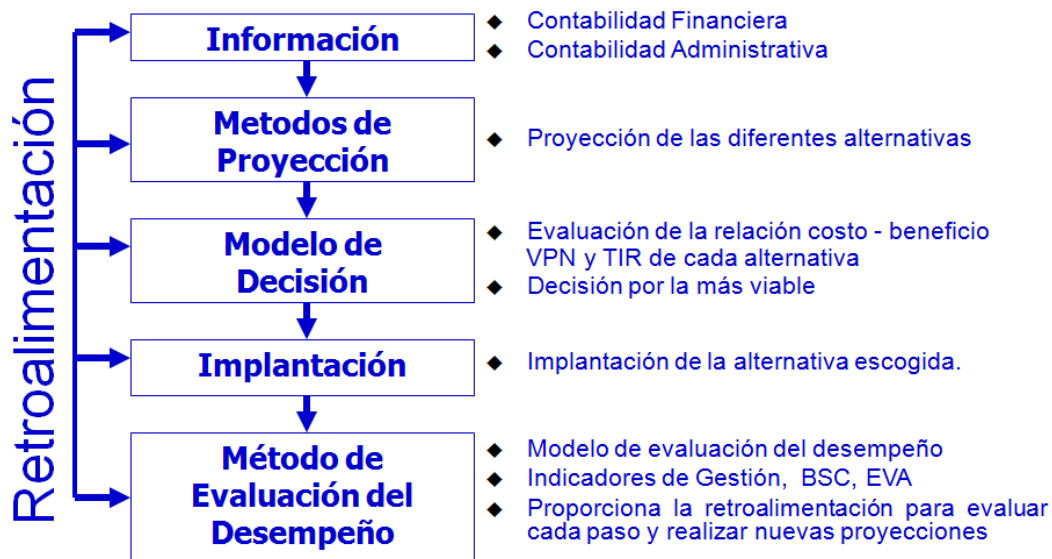 Retroalimentación
Información
◆ Contabilidad Financiera
◆ Contabilidad Administrativa
Metodos de
Proyección
◆ Proyección de las diferentes alternativas
Modelo de
Decisión
◆ Evaluación de la relación costo - beneficio
VPN y TIR de cada alternativa
◆ Decisión por la más viable
Implantación
◆ Implantación de la alternativa escogida.
Método de
Evaluación del
Desempeño
◆ Modelo de evaluación del desempeño
◆ Indicadores de Gestión, BSC, EVA
◆ Proporciona la retroalimentación para evaluar
cada paso y realizar nuevas proyecciones